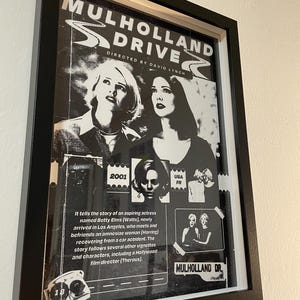 MULHOLLAND
DRIVE
DIRECTED BY DAVID LYNCH
2001
USA
FR
It tells the story of an aspiring actress
named Betty Elms (Watts), newly
arrived in Los Angeles, who meets and
befriends an amnesiac woman (Harring)
recovering from a car accident. The
story follows several other vignettes
and characters, including a Hollywood
film director (Theroux).
MULHOLLAND DR.